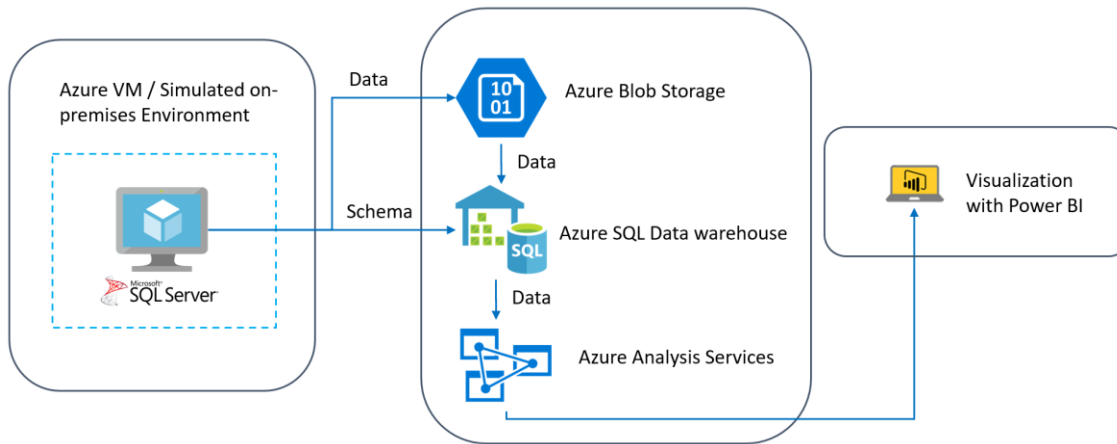 Azure VM / Simulated on-
premises Environment
Microsoft®
SQL Server
Data
Schema
10
01
Azure Blob Storage
Data
SQL
Azure SQL Data warehouse
Data
Azure Analysis Services
Visualization
with Power BI